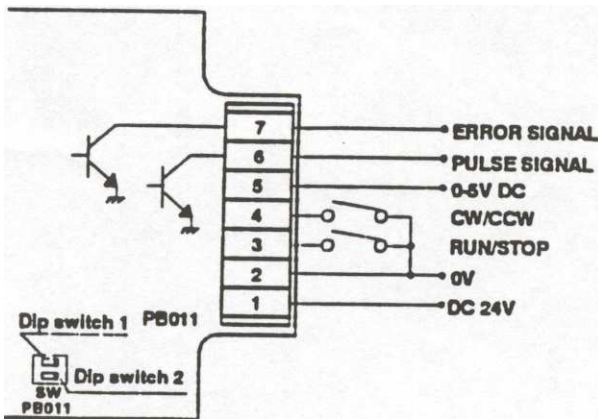 7 ERROR SIGNAL
6 PULSE SIGNAL
5 0-5V DC
4 CW/CCW
3 RUN/STOP
2 0V
1 DC 24V
PB011
Dip switch 1
Dip switch 2
SW
PB011